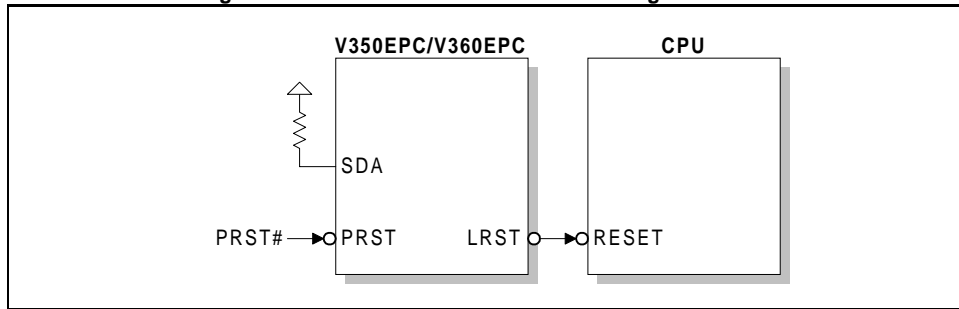 V350EPC/V360EPC
CPU
SDA
PRST#
PRST
LRST
RESET